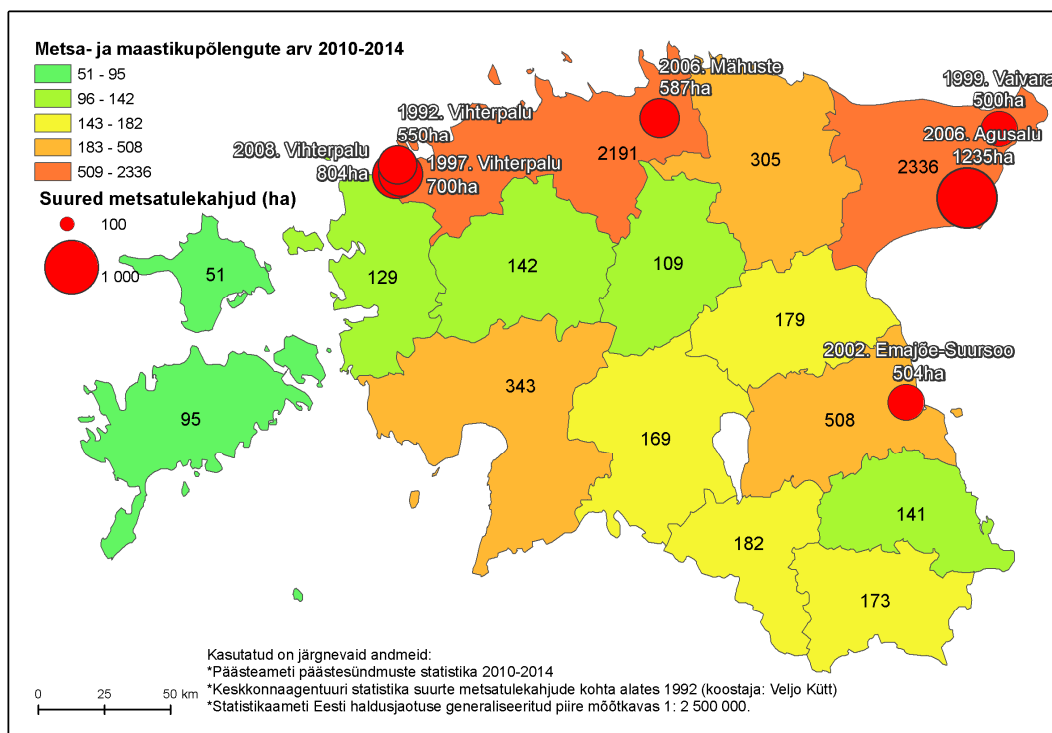 Metsa- ja maastikupõlengute arv 2010-2014
51 - 95
96 - 142
143 - 182
183 - 508
509 - 2336
Suured metsatulekahjud (ha)
100
1 000
2006. Mähuste
587ha
1999. Vaivara
500ha
1992. Vihterpalu
550ha
2006. Agusalu
1235ha
2008. Vihterpalu
804ha
1997. Vihterpalu
700ha
2191
305
2336
51
129
142
109
179
2002. Emajõe-Suursoo
504ha
343
95
508
169
141
182
173
Kasutatud on järgnevaid andmeid:
*Päästeameti päästesündmuste statistika 2010-2014
*Keskkonnaagentuuri statistika suurte metsatulekahjude kohta alates 1992 (koostaja: Veljo Kütt)
*Statistikaameti Eesti haldusjaotuse generaliseeritud piire mõõtkavas 1: 2 500 000.
0 25 50 km